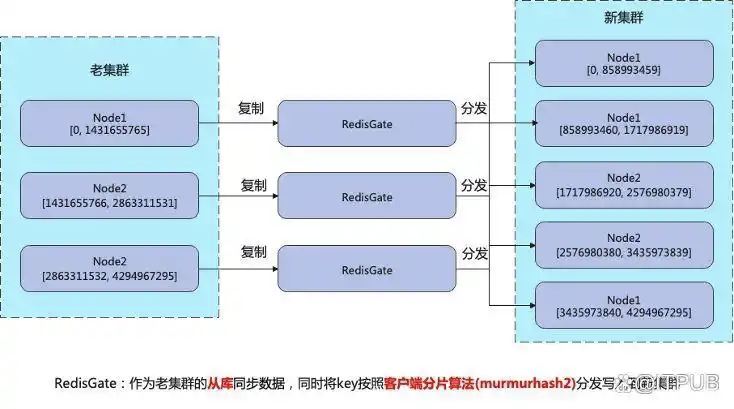 新集群
老集群
Node1
[0, 858993459]
Node1
[0, 1431655765]
复制
RedisGate
分发
Node1
[858993460, 1717986919]
Node2
[1431655766, 2863311531]
复制
RedisGate
分发
Node2
[1717986920, 2576980379]
Node2
[2863311532, 4294967295]
复制
RedisGate
分发
Node2
[2576980380, 3435973839]
Node1
[3435973840, 4294967295]
RedisGate：作为老集群的从库同步数据，同时将key按照客户端分片算法(murmurhash2)分发写入到新集群
@ITPUB